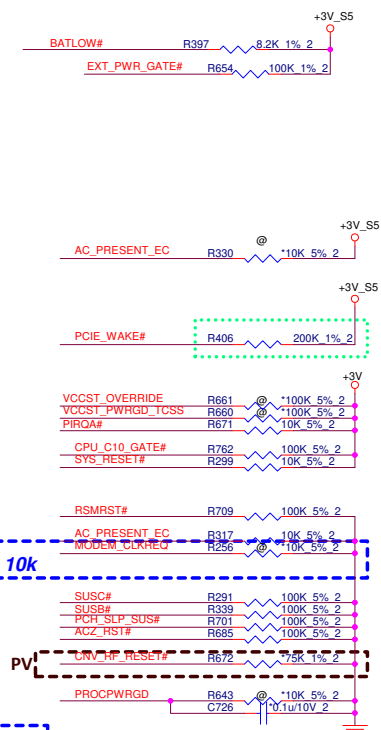 +3V_S5
BATLOW# R397 8.2K_1%_2
EXT_PWR_GATE# R654 100K_1%_2
+3V_S5
@
AC_PRESENT_EC R330 *10K_5%_2
+3V_S5
PCIE_WAKE# R406 200K_1%_2
+3V
VCCST_OVERRIDE R661 @ *100K_5%_2
VCCST_PWRGD_TCSS R660 @ *100K_5%_2
PIRQA# R671 10K_5%_2
CPU_C10_GATE# R762 100K_5%_2
SYS_RESET# R299 10K_5%_2
RSMRST# R709 100K_5%_2
AC_PRESENT_EC R317 10K_5%_2
MODEM_CLKREQ R256 @ *10K_5%_2
10k
SUSC# R291 100K_5%_2
SUSB# R339 100K_5%_2
PCH_SLP_SUS# R701 100K_5%_2
ACZ_RST# R685 100K_5%_2
PV CNV_RF_RESET# R672 *75K_1%_2
PROCPWRGD R643 @ *10K_5%_2
C726 *0.1u/10V_2